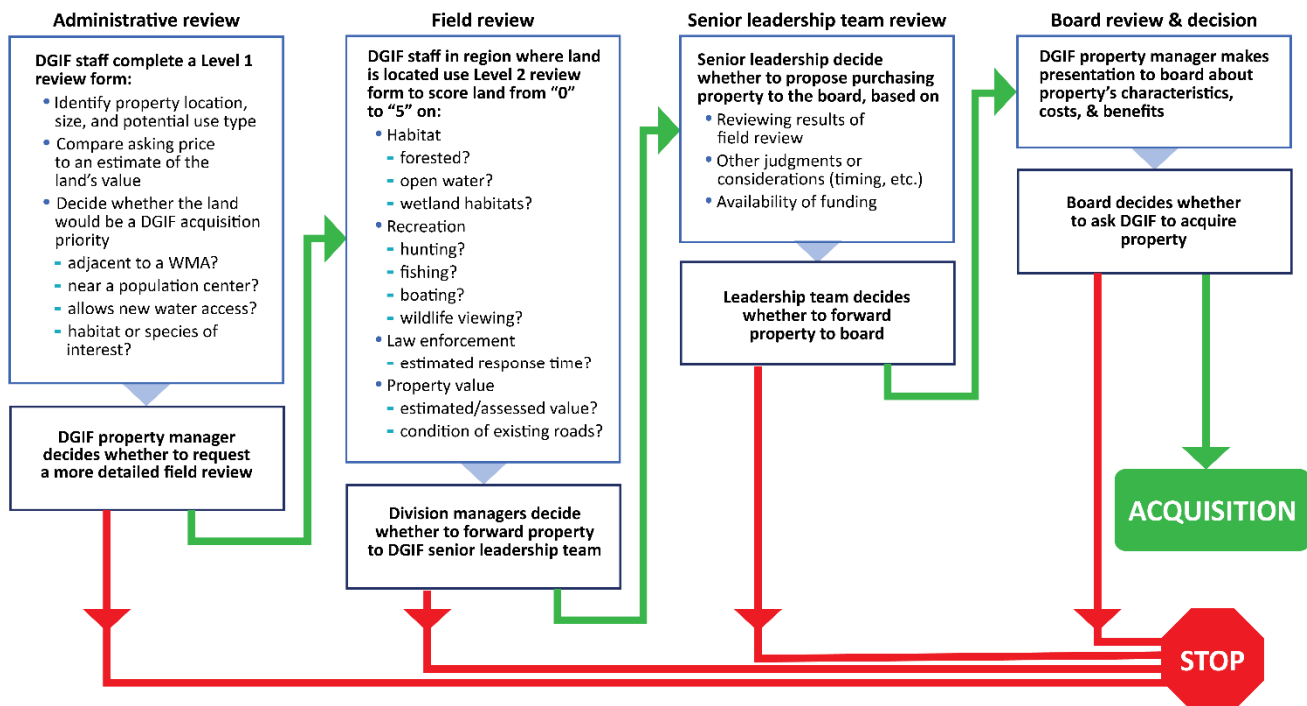 Administrative review
DGIF staff complete a Level 1
review form:
• Identify property location,
size, and potential use type
• Compare asking price
to an estimate of the
land’s value
• Decide whether the land
would be a DGIF acquisition
priority
- adjacent to a WMA?
- near a population center?
- allows new water access?
- habitat or species of
interest?
DGIF property manager
decides whether to request
a more detailed field review
Field review
DGIF staff in region where land
is located use Level 2 review
form to score land from “0”
to “5” on:
• Habitat
- forested?
- open water?
- wetland habitats?
• Recreation
- hunting?
- fishing?
- boating?
- wildlife viewing?
• Law enforcement
- estimated response time?
• Property value
- estimated/assessed value?
- condition of existing roads?
Division managers decide
whether to forward property
to DGIF senior leadership team
Senior leadership team review
Senior leadership decide
whether to propose purchasing
property to the board, based on
• Reviewing results of
field review
• Other judgments or
considerations (timing, etc.)
• Availability of funding
Leadership team decides
whether to forward
property to board
Board review & decision
DGIF property manager makes
presentation to board about
property’s characteristics,
costs, & benefits
Board decides whether
to ask DGIF to acquire
property
ACQUISITION
STOP